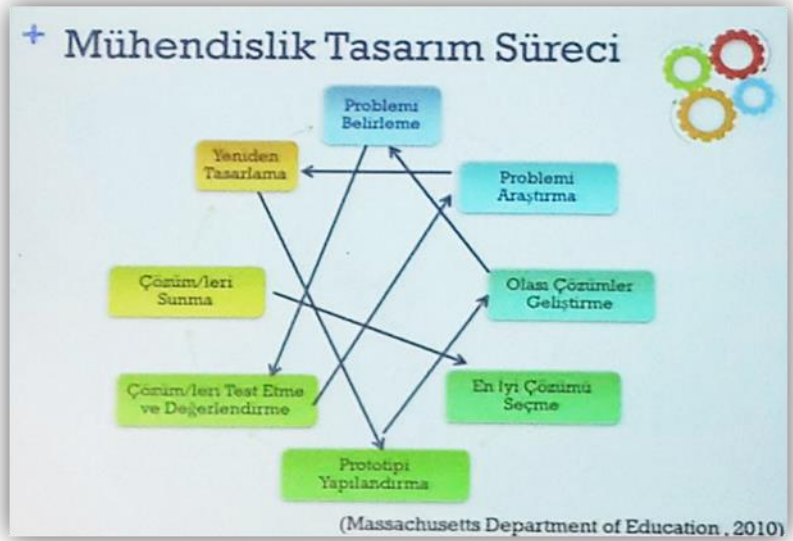 Mühendislik Tasarım Süreci
Problemi
Belirleme
Yeniden
Tasarlama
Problemi
Araştırma
Çözüm/leri
Sunma
Olası Çözümler
Geliştirme
Çözüm/leri Test Etme
ve Değerlendirme
En İyi Çözümü
Seçme
Prototipi
Yapılandırma
(Massachusetts Department of Education, 2010)